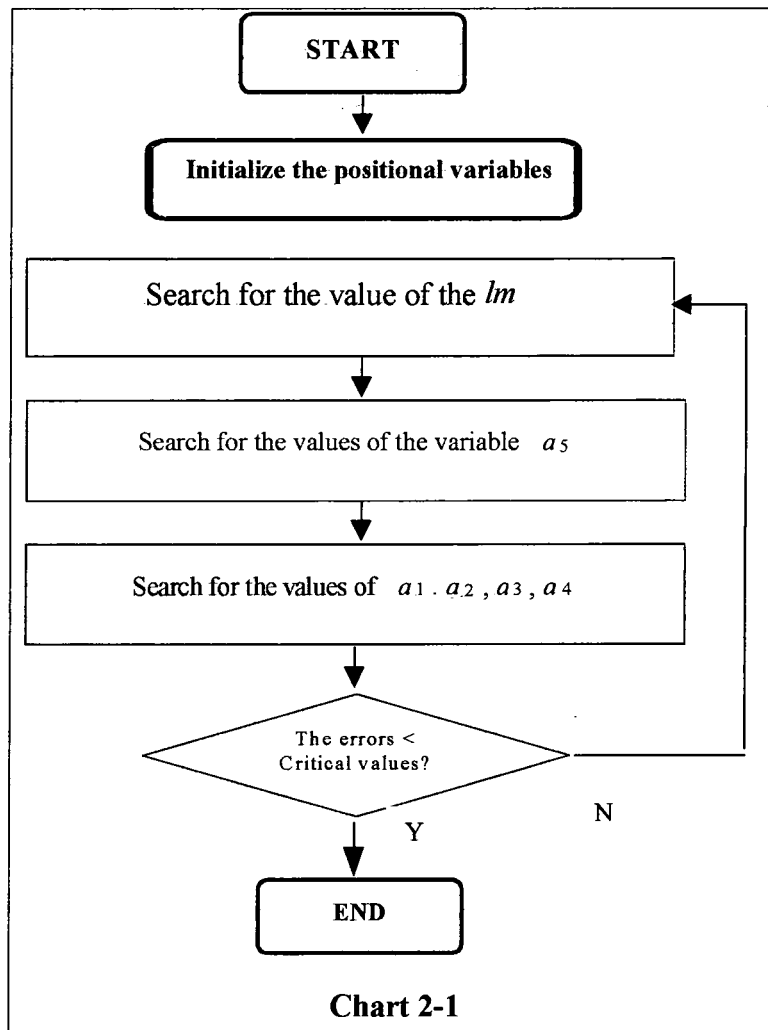 START
Initialize the positional variables
Search for the value of the lm
Search for the values of the variable a5
Search for the values of a1 . a2 , a3 , a4
The errors <
Critical values?
Y
N
END
Chart 2-1